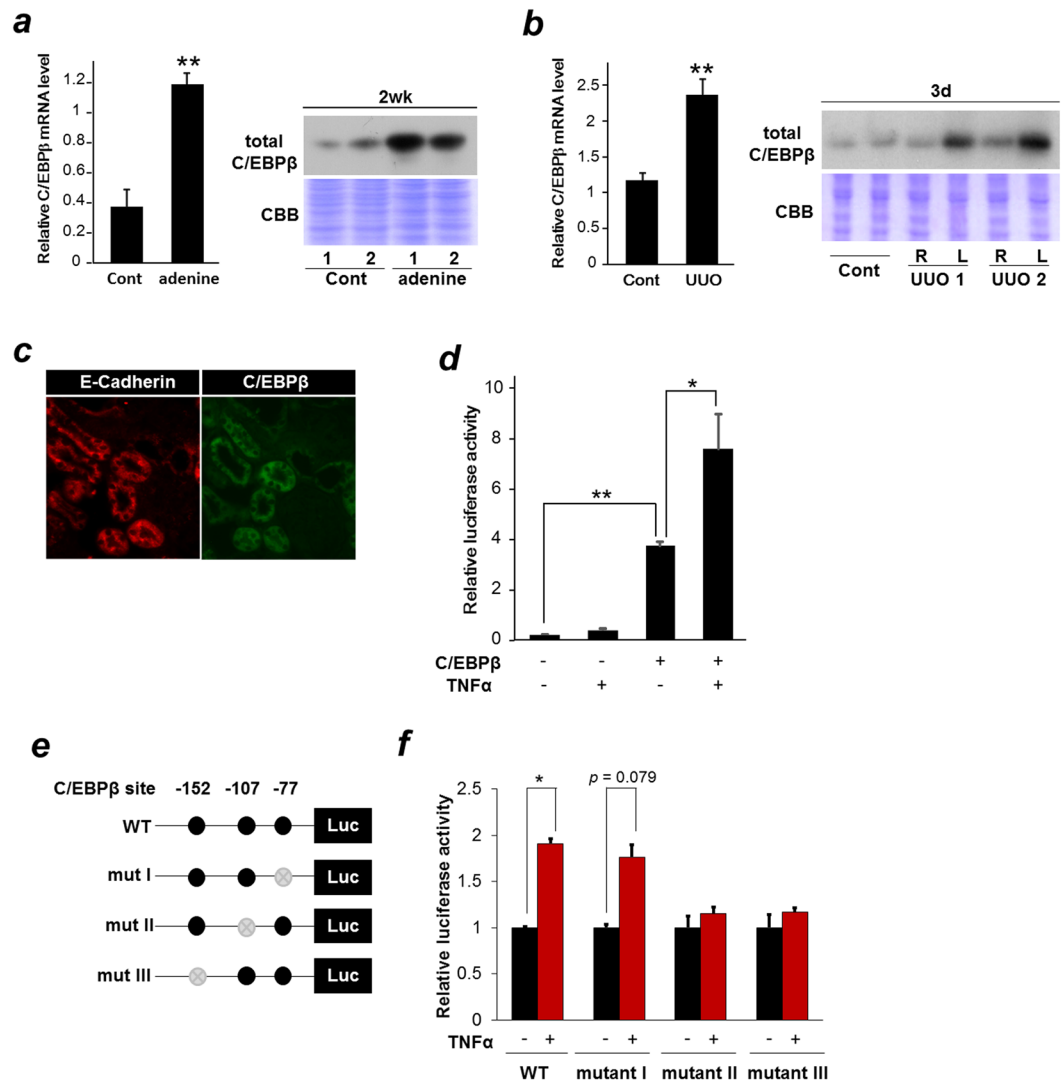 a
Relative C/EBPβ mRNA level
1.2
1
0.8
0.6
0.4
0.2
0
**
Cont
adenine
2wk
total
C/EBPβ
CBB
1 2 1 2
Cont adenine
b
Relative C/EBPβ mRNA level
2.5
2
1.5
1
0.5
0
**
Cont
UUO
3d
total
C/EBPβ
CBB
R L R L
Cont UUO 1 UUO 2
c
E-Cadherin C/EBPβ
d
Relative luciferase activity
10
8
6
4
2
0
**
*
C/EBPβ - - + +
TNFα - + - +
e
C/EBPβ site -152 -107 -77
WT Luc
mut I Luc
mut II Luc
mut III Luc
f
Relative luciferase activity
2.5
2
1.5
1
0.5
0
*
p = 0.079
TNFα - + - + - + - +
WT mutant I mutant II mutant III